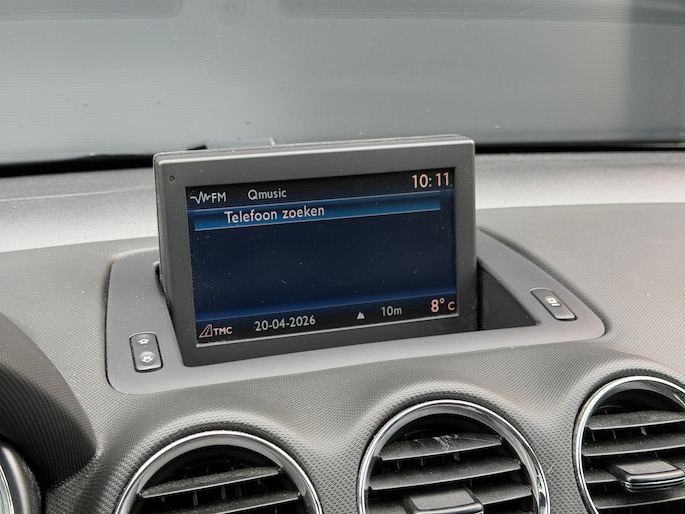 FM Qmusic 10:11
Telefoon zoeken
TMC 20-04-2026 10m 8° C